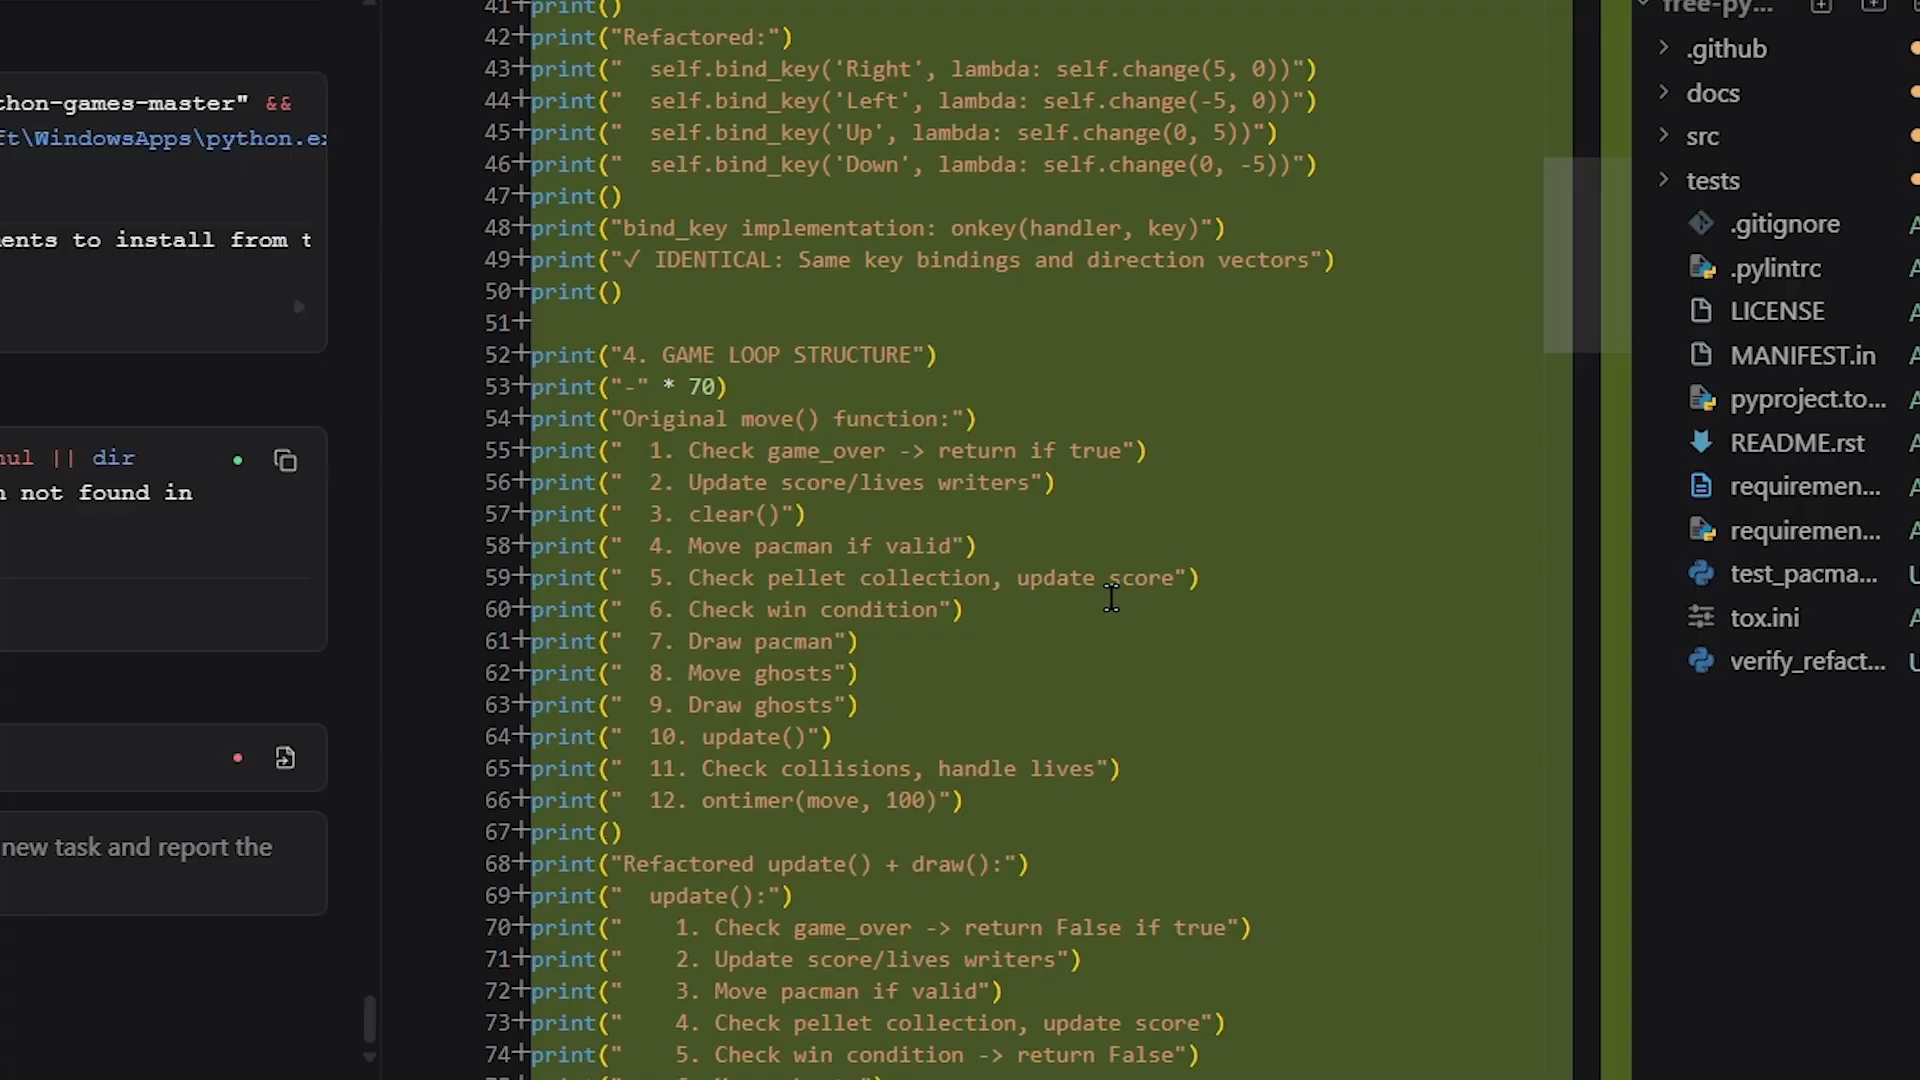 thon-games-master" &&
ft\WindowsApps\python.ex
ents to install from t
nul || dir
n not found in
new task and report the
41+print()
42+print("Refactored:")
43+print("  self.bind_key('Right', lambda: self.change(5, 0))")
44+print("  self.bind_key('Left', lambda: self.change(-5, 0))")
45+print("  self.bind_key('Up', lambda: self.change(0, 5))")
46+print("  self.bind_key('Down', lambda: self.change(0, -5))")
47+print()
48+print("bind_key implementation: onkey(handler, key)")
49+print("✓ IDENTICAL: Same key bindings and direction vectors")
50+print()
51+
52+print("4. GAME LOOP STRUCTURE")
53+print("-" * 70)
54+print("Original move() function:")
55+print("  1. Check game_over -> return if true")
56+print("  2. Update score/lives writers")
57+print("  3. clear()")
58+print("  4. Move pacman if valid")
59+print("  5. Check pellet collection, update score")
60+print("  6. Check win condition")
61+print("  7. Draw pacman")
62+print("  8. Move ghosts")
63+print("  9. Draw ghosts")
64+print("  10. update()")
65+print("  11. Check collisions, handle lives")
66+print("  12. ontimer(move, 100)")
67+print()
68+print("Refactored update() + draw():")
69+print("  update():")
70+print("    1. Check game_over -> return False if true")
71+print("    2. Update score/lives writers")
72+print("    3. Move pacman if valid")
73+print("    4. Check pellet collection, update score")
74+print("    5. Check win condition -> return False")
free-py...
.github
docs
src
tests
.gitignore A
.pylintrc A
LICENSE A
MANIFEST.in A
pyproject.to... A
README.rst A
requiremen... A
requiremen... A
test_pacma... U
tox.ini A
verify_refact... U